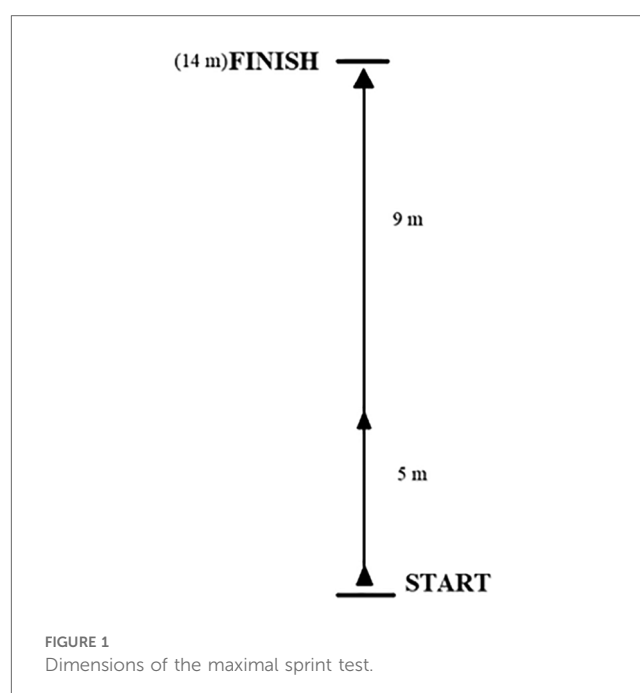 (14 m)FINISH
9 m
5 m
START
FIGURE 1
Dimensions of the maximal sprint test.